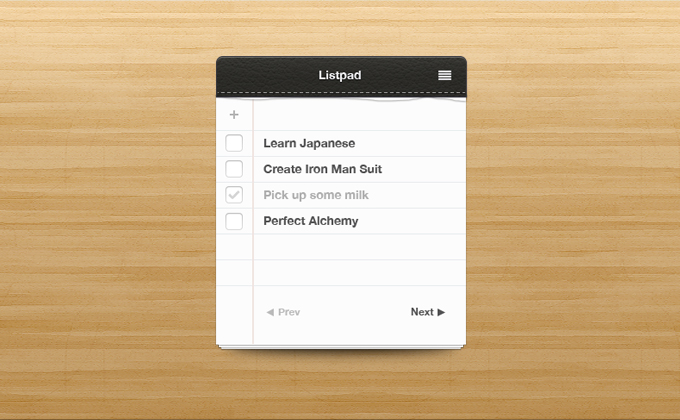 Listpad
+
Learn Japanese
Create Iron Man Suit
Pick up some milk
Perfect Alchemy
◀ Prev
Next ▶